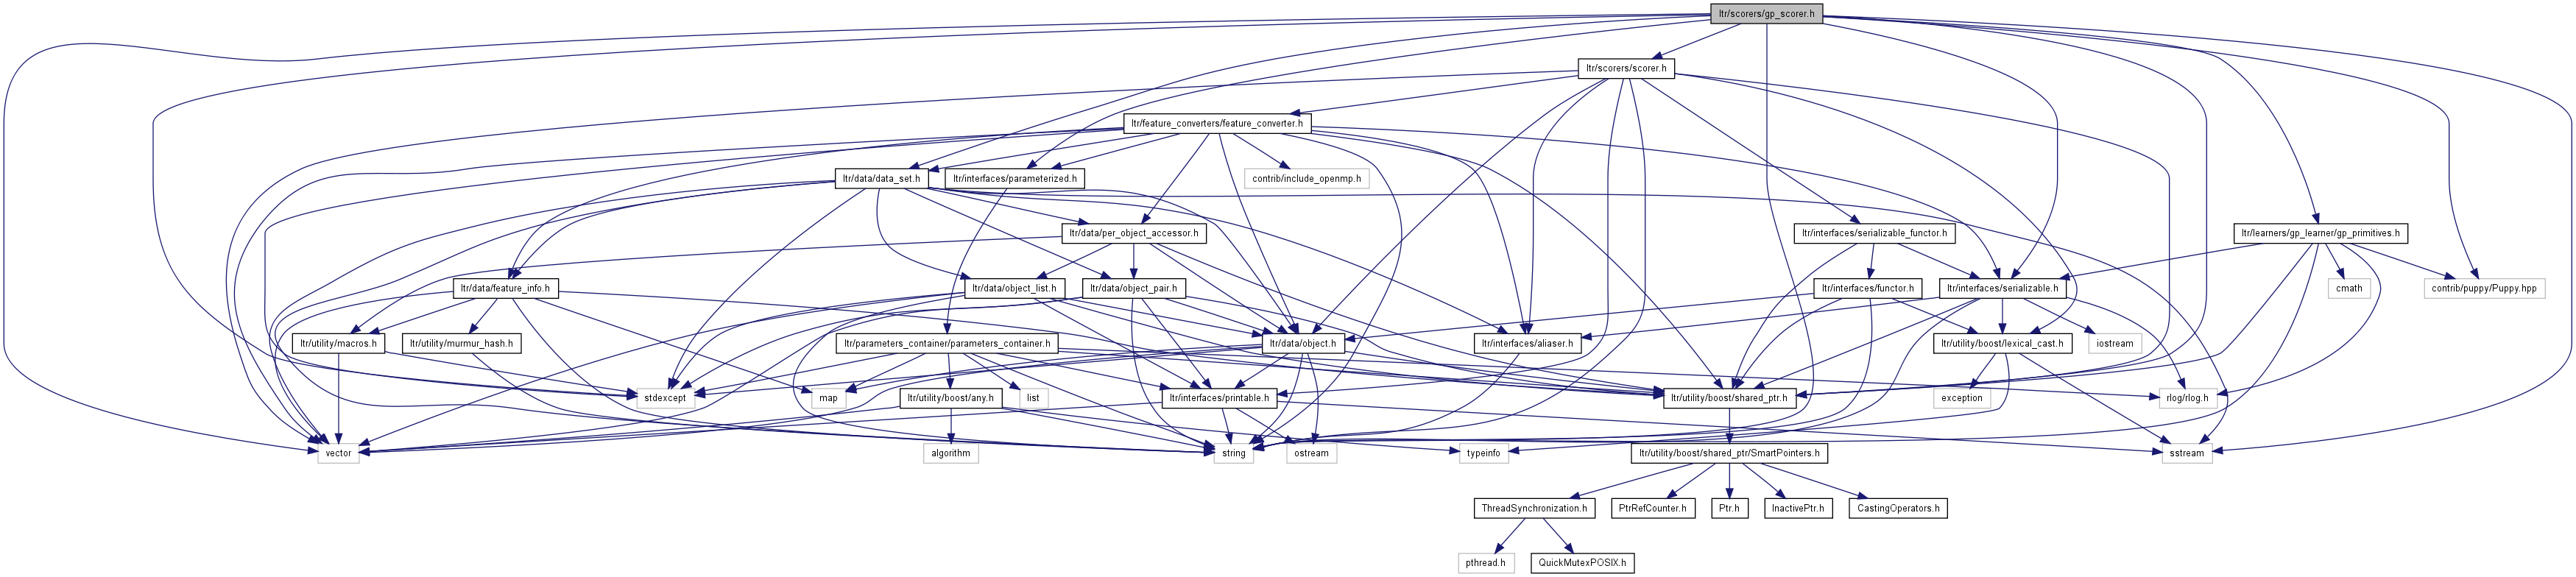 ltr/scorers/gp_scorer.h
ltr/scorers/scorer.h
ltr/feature_converters/feature_converter.h
ltr/data/data_set.h
ltr/interfaces/parameterized.h
contrib/include_openmp.h
ltr/data/per_object_accessor.h
ltr/interfaces/serializable_functor.h
ltr/learners/gp_learner/gp_primitives.h
ltr/data/feature_info.h
ltr/data/object_list.h
ltr/data/object_pair.h
ltr/interfaces/functor.h
ltr/interfaces/serializable.h
cmath
contrib/puppy/Puppy.hpp
ltr/utility/macros.h
ltr/utility/murmur_hash.h
ltr/parameters_container/parameters_container.h
ltr/data/object.h
ltr/interfaces/aliaser.h
ltr/utility/boost/lexical_cast.h
iostream
stdexcept
map
ltr/utility/boost/any.h
list
ltr/interfaces/printable.h
ltr/utility/boost/shared_ptr.h
exception
rlog/rlog.h
vector
algorithm
string
ostream
typeinfo
ltr/utility/boost/shared_ptr/SmartPointers.h
sstream
ThreadSynchronization.h
PtrRefCounter.h
Ptr.h
InactivePtr.h
CastingOperators.h
pthread.h
QuickMutexPOSIX.h